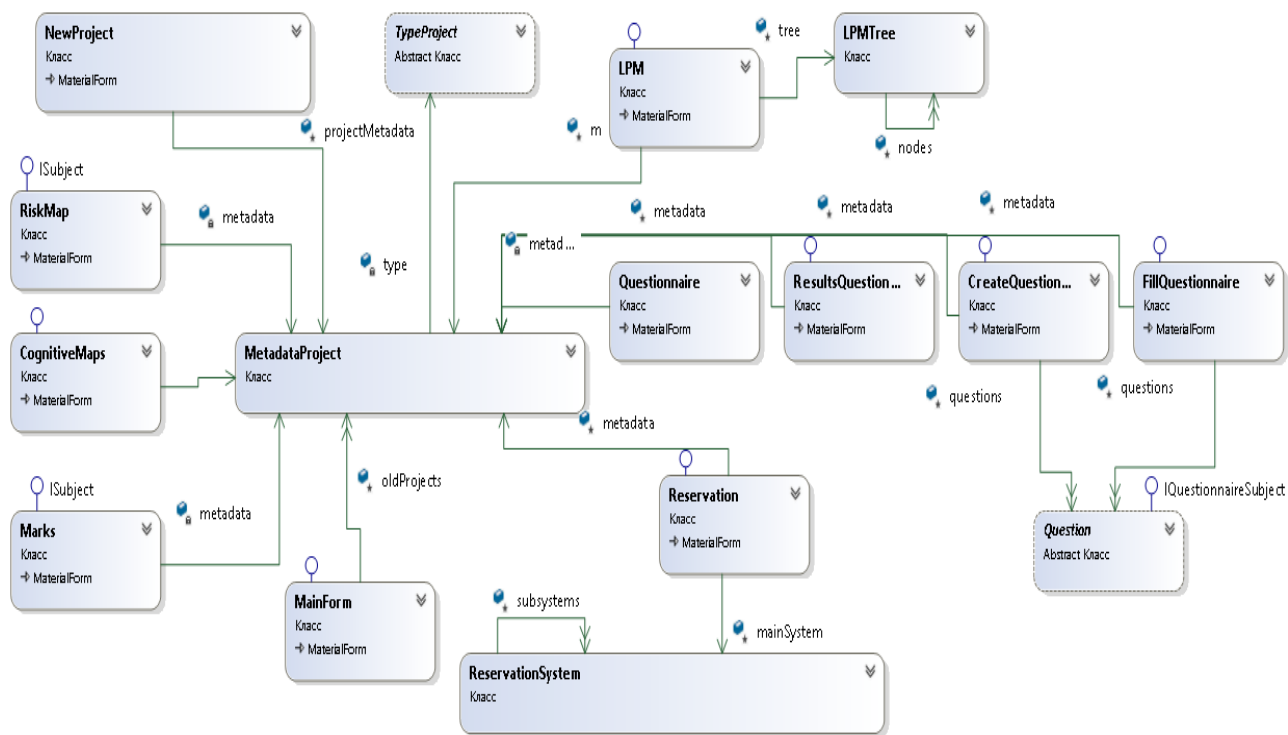 NewProject
Класс
MaterialForm
TypeProject
Abstract Класс
LPM
Класс
MaterialForm
tree
LPMTree
Класс
nodes
projectMetadata
m
ISubject
RiskMap
Класс
MaterialForm
metadata
type
metadata
metadata
metadata
metad ...
Questionnaire
Класс
MaterialForm
ResultsQuestion ...
Класс
MaterialForm
CreateQuestion...
Класс
MaterialForm
FillQuestionnaire
Класс
MaterialForm
CognitiveMaps
Класс
MaterialForm
MetadataProject
Класс
questions
questions
metadata
oldProjects
ISubject
Marks
Класс
MaterialForm
metadata
Reservation
Класс
MaterialForm
IQuestionnaireSubject
Question
Abstract Класс
MainForm
Класс
MaterialForm
subsystems
mainSystem
ReservationSystem
Класс